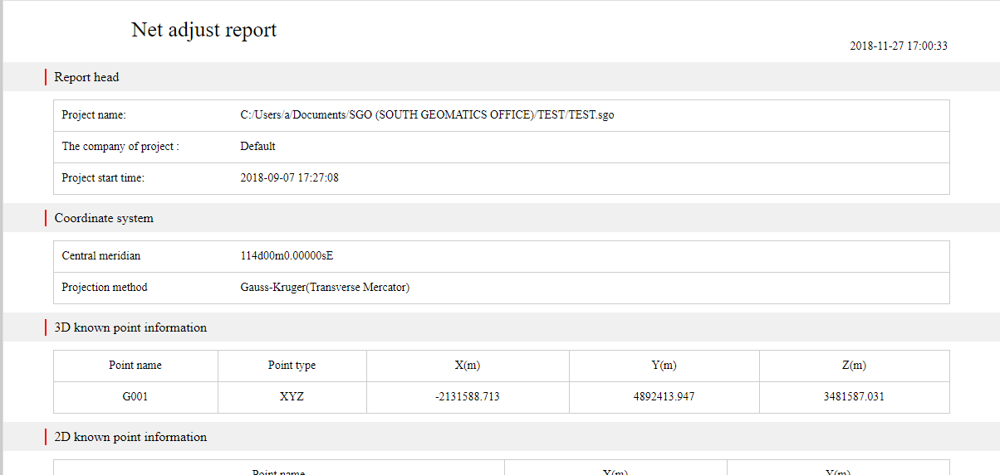 Net adjust report
2018-11-27 17:00:33
Report head
Project name: C:/Users/a/Documents/SGO (SOUTH GEOMATICS OFFICE)/TEST/TEST.sgo
The company of project : Default
Project start time: 2018-09-07 17:27:08
Coordinate system
Central meridian 114d00m0.00000sE
Projection method Gauss-Kruger(Transverse Mercator)
3D known point information
Point name Point type X(m) Y(m) Z(m)
G001 XYZ -2131588.713 4892413.947 3481587.031
2D known point information
Point name X(m) Y(m)